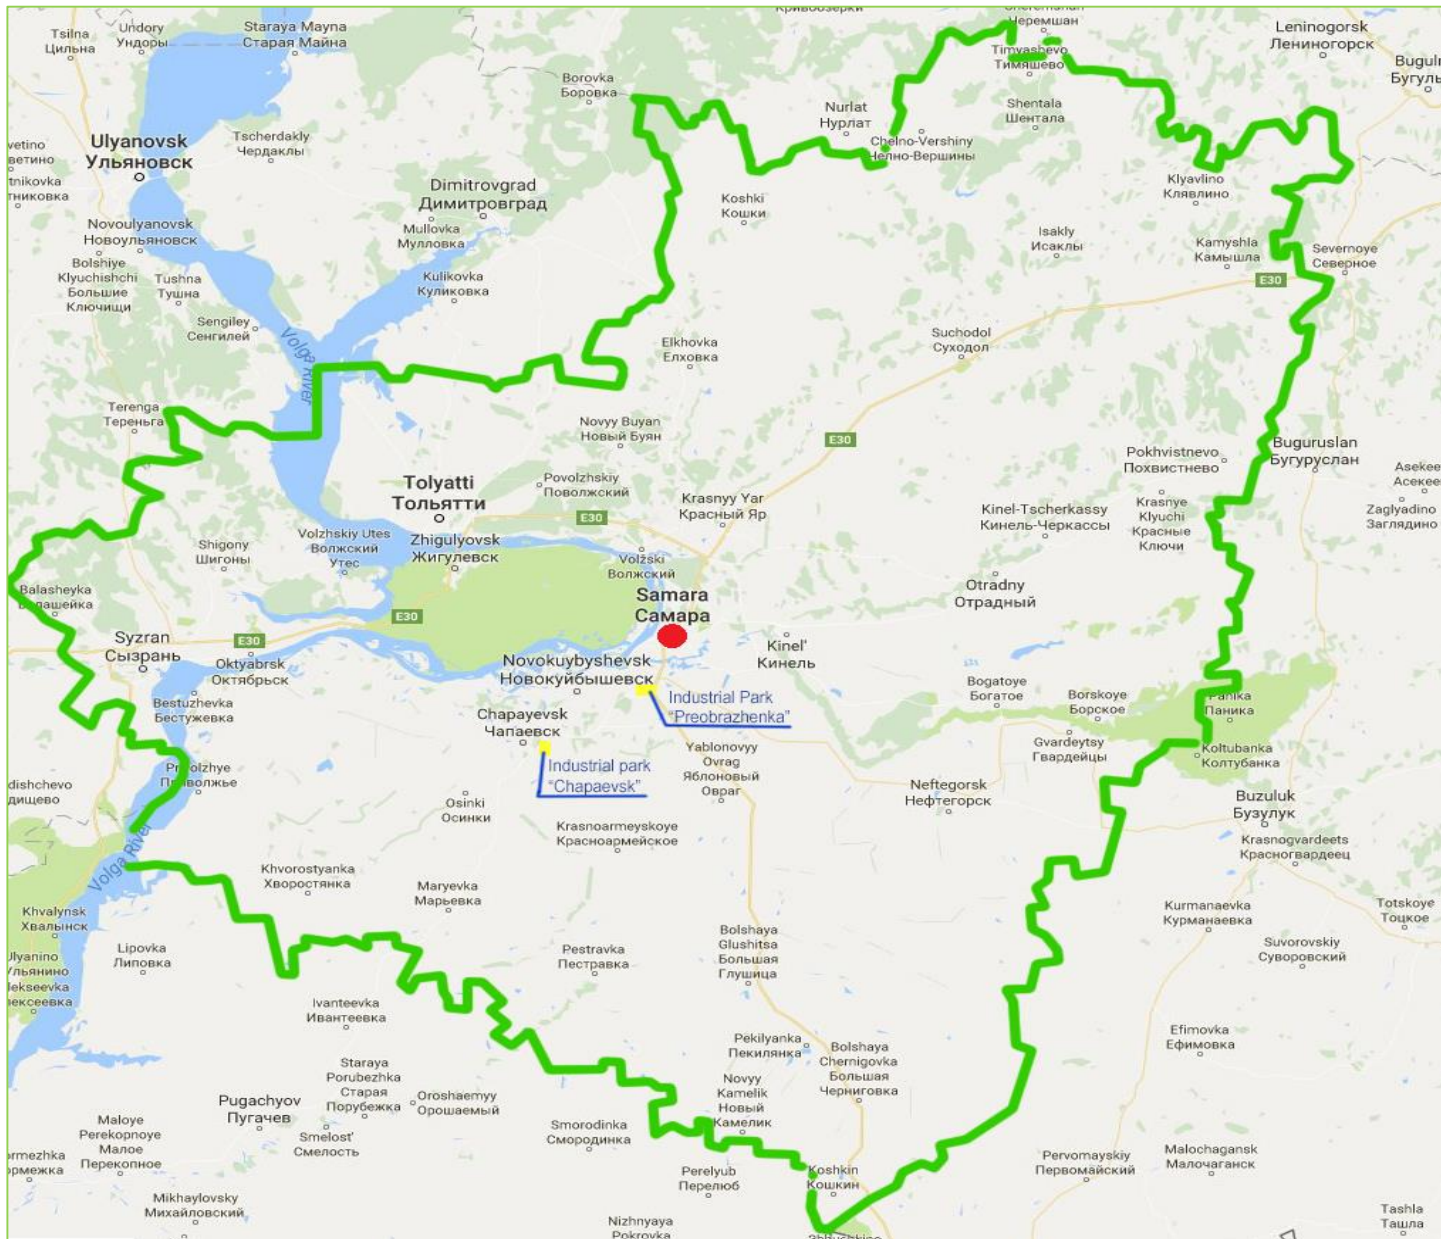 Кривоозерки
Черемшан
Tsilna
Цильна
Undory
Ундоры
Staraya Mayna
Старая Майна
Timyashevo
Тимяшево
Leninogorsk
Лениногорск
Borovka
Боровка
Nurlat
Нурлат
Shentala
Шентала
Tscherdakly
Чердаклы
Ulyanovsk
Ульяновск
Chelno-Vershiny
Челно-Вершины
Dimitrovgrad
Димитровград
Klyavlino
Клявлино
Koshki
Кошки
Mullovka
Мулловка
Novoulyanovsk
Новоульяновск
Isakly
Исаклы
Kamyshla
Камышла
Severnoye
Северное
Bolshiye
Klyuchishchi
Большие
Ключищи
Tushna
Тушна
Kulikovka
Куликовка
E30
Sengiley
Сенгилей
Volga River
Suchodol
Суходол
Elkhovka
Елховка
Terenga
Тереньга
Novyy Buyan
Новый Буян
E30
Pokhvistnevo
Похвистнево
Buguruslan
Бугуруслан
Tolyatti
Тольятти
Povolzhskiy
Поволжский
Krasnyy Yar
Красный Яр
Kinel-Tscherkassy
Кинель-Черкассы
Krasnye
Klyuchi
Красные
Ключи
Zaglyadino
Заглядино
E30
Shigony
Шигоны
Volzhskiy Utes
Волжский
Утес
Zhigulyovsk
Жигулевск
Volžski
Волжский
Otradny
Отрадный
Balasheyka
Балашейка
Samara
Самара
E30
E30
Syzran
Сызрань
Oktyabrsk
Октябрьск
Kinel'
Кинель
Novokuybyshevsk
Новокуйбышевск
Bogatoye
Богатое
Borskoye
Борское
Panika
Паника
Bestuzhevka
Бестужевка
Industrial Park
"Preobrazhenka"
Chapayevsk
Чапаевск
Yablonovyy
Ovrag
Яблоновый
Овраг
Gvardeytsy
Гвардейцы
Koltubanka
Колтубанка
Privolzhye
Приволжье
Industrial park
"Chapaevsk"
Neftegorsk
Нефтегорск
Buzuluk
Бузулук
Osinki
Осинки
Krasnoarmeyskoye
Красноармейское
Krasnogvardeets
Красногвардеец
Volga River
Khvorostyanka
Хворостянка
Maryevka
Марьевка
Khvalynsk
Хвалынск
Kurmanaevka
Курманаевка
Totskoye
Тоцкое
Lipovka
Липовка
Pestravka
Пестравка
Bolshaya
Glushitsa
Большая
Глушица
Suvorovskiy
Суворовский
Ivanteevka
Ивантеевка
Pekilyanka
Пекилянка
Bolshaya
Chernigovka
Большая
Черниговка
Efimovka
Ефимовка
Staraya
Porubezhka
Старая
Порубежка
Novyy
Kamelik
Новый
Камелик
Pugachyov
Пугачев
Oroshaemyy
Орошаемый
Maloye
Perekopnoye
Малое
Перекопное
Smelost'
Смелость
Smorodinka
Смородинка
Pervomayskiy
Первомайский
Malochagansk
Малочаганск
Perelyub
Перелюб
Koshkin
Кошкин
Mikhaylovsky
Михайловский
Nizhnyaya
Pokrovka
Tashla
Ташла